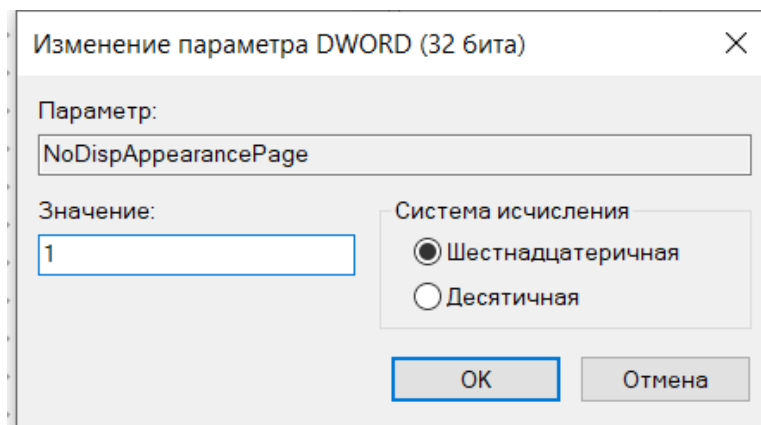 Изменение параметра DWORD (32 бита)
Параметр:
NoDispAppearancePage
Значение:
1
Система исчисления
Шестнадцатеричная
Десятичная
OK
Отмена